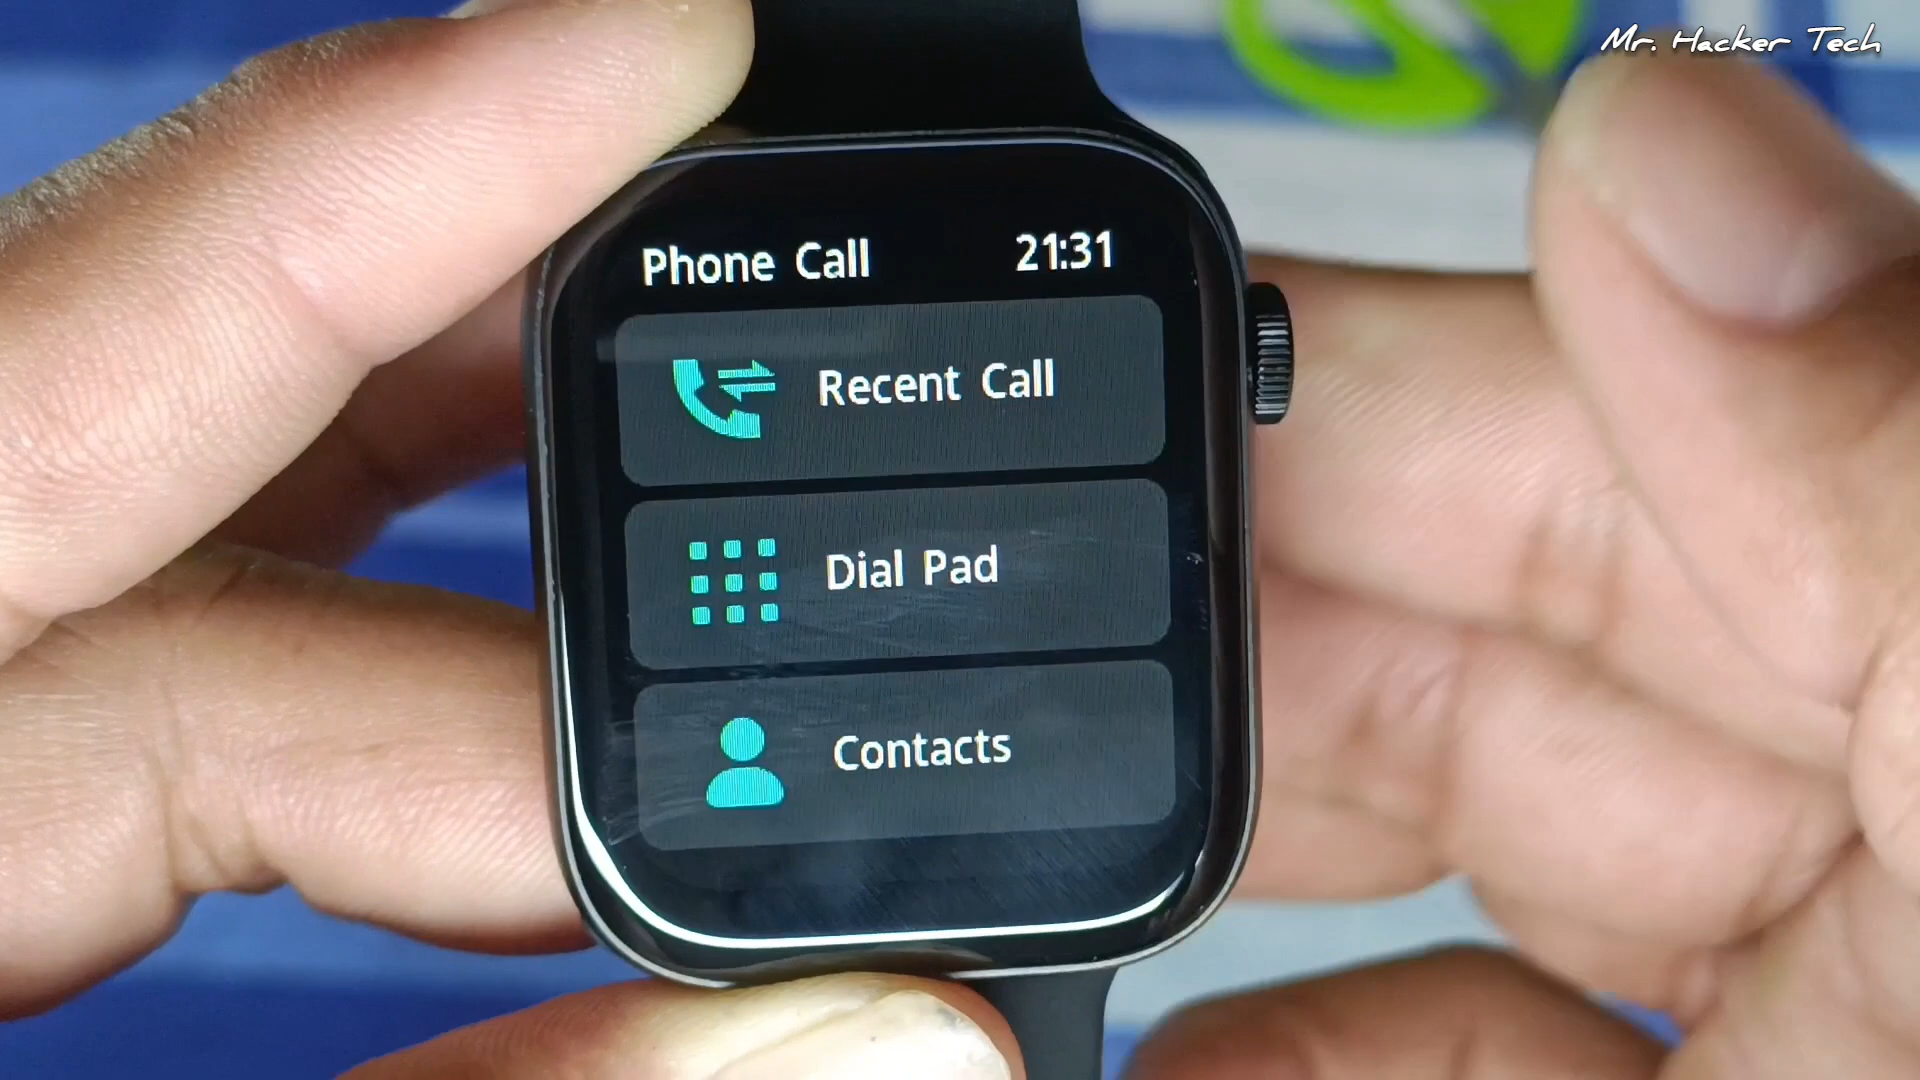 Mr. Hacker Tech
Phone Call 21:31
Recent Call
Dial Pad
Contacts